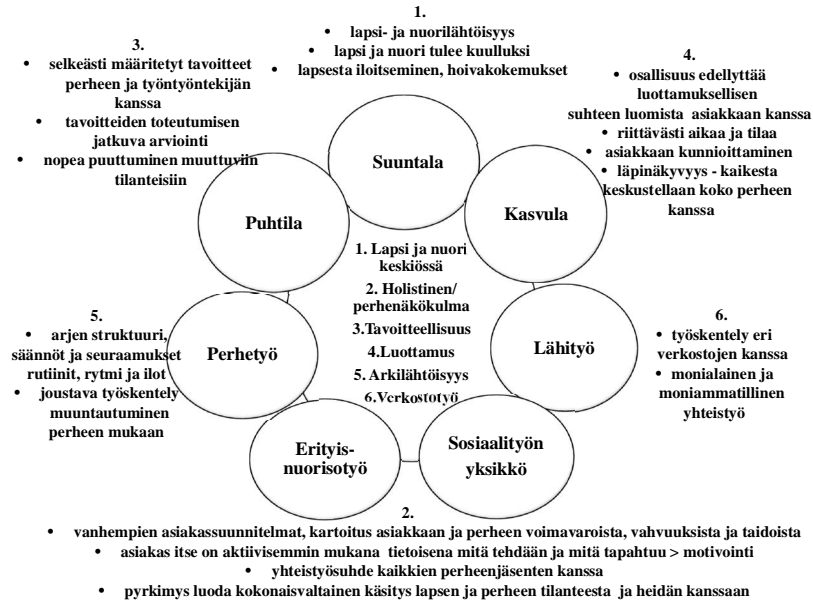 1.
• lapsi- ja nuorilähtöisyys
• lapsi ja nuori tulee kuulluksi
lapsesta iloitseminen, hoivakokemukset
3.
• selkeästi määritetyt tavoitteet
perheen ja työntyöntekijän
kanssa
• tavoitteiden toteutumisen
jatkuva arviointi
• nopea puuttuminen muuttuviin
tilanteisiin
4.
• osallisuus edellyttää
luottamuksellisen
suhteen luomista asiakkaan kanssa
• riittävästi aikaa ja tilaa
• asiakkaan kunnioittaminen
• läpinäkyvyys - kaikesta
keskustellaan koko perheen
kanssa
Suuntala
Puhtila
Kasvula
1. Lapsi ja nuori
keskiössä
2. Holistinen/
perhenäkökulma
3.Tavoitteellisuus
4.Luottamus
5. Arkilähtöisyys
6.Verkostotyö
5.
• arjen struktuuri,
säännöt ja seuraamukset
rutiinit, rytmi ja ilot
• joustava työskentely
muuntautuminen
perheen mukaan
Perhetyö
Lähityö
6.
• työskentely eri
verkostojen kanssa
• monialainen ja
moniammatillinen
yhteistyö
Erityis-
nuorisotyö
Sosiaalityön
yksikkö
2.
• vanhempien asiakassuunnitelmat, kartoitus asiakkaan ja perheen voimavaroista, vahvuuksista ja taidoista
• asiakas itse on aktiivisemmin mukana tietoisena mitä tehdään ja mitä tapahtuu > motivointi
• yhteistyösuhde kaikkien perheenjäsenten kanssa
• pyrkimys luoda kokonaisvaltainen käsitys lapsen ja perheen tilanteesta ja heidän kanssaan